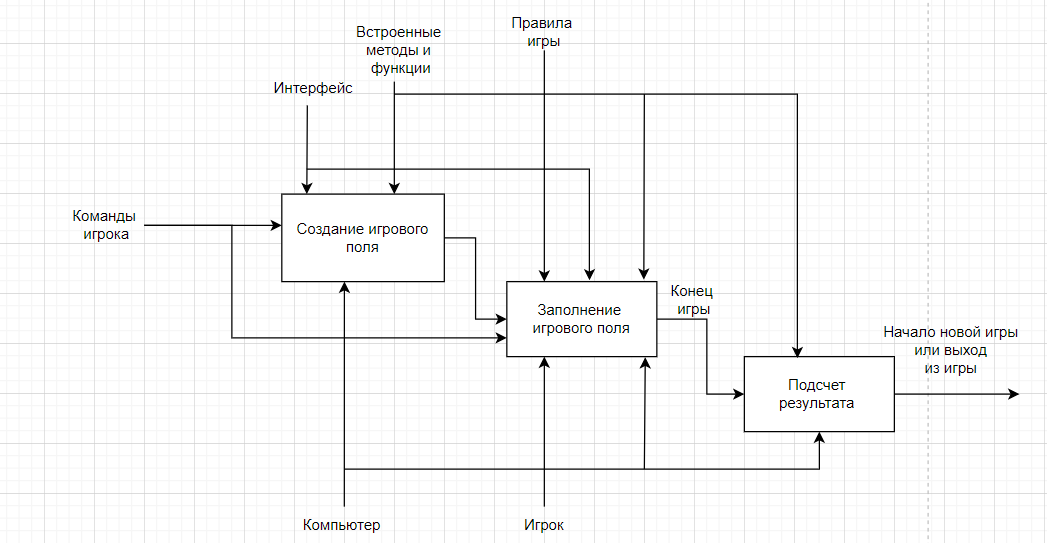 Правила
игры
Встроенные
методы и
функции
Интерфейс
Команды
игрока
Создание игрового
поля
Заполнение
игрового поля
Конец
игры
Начало новой игры
или выход
из игры
Подсчет
результата
Компьютер
Игрок